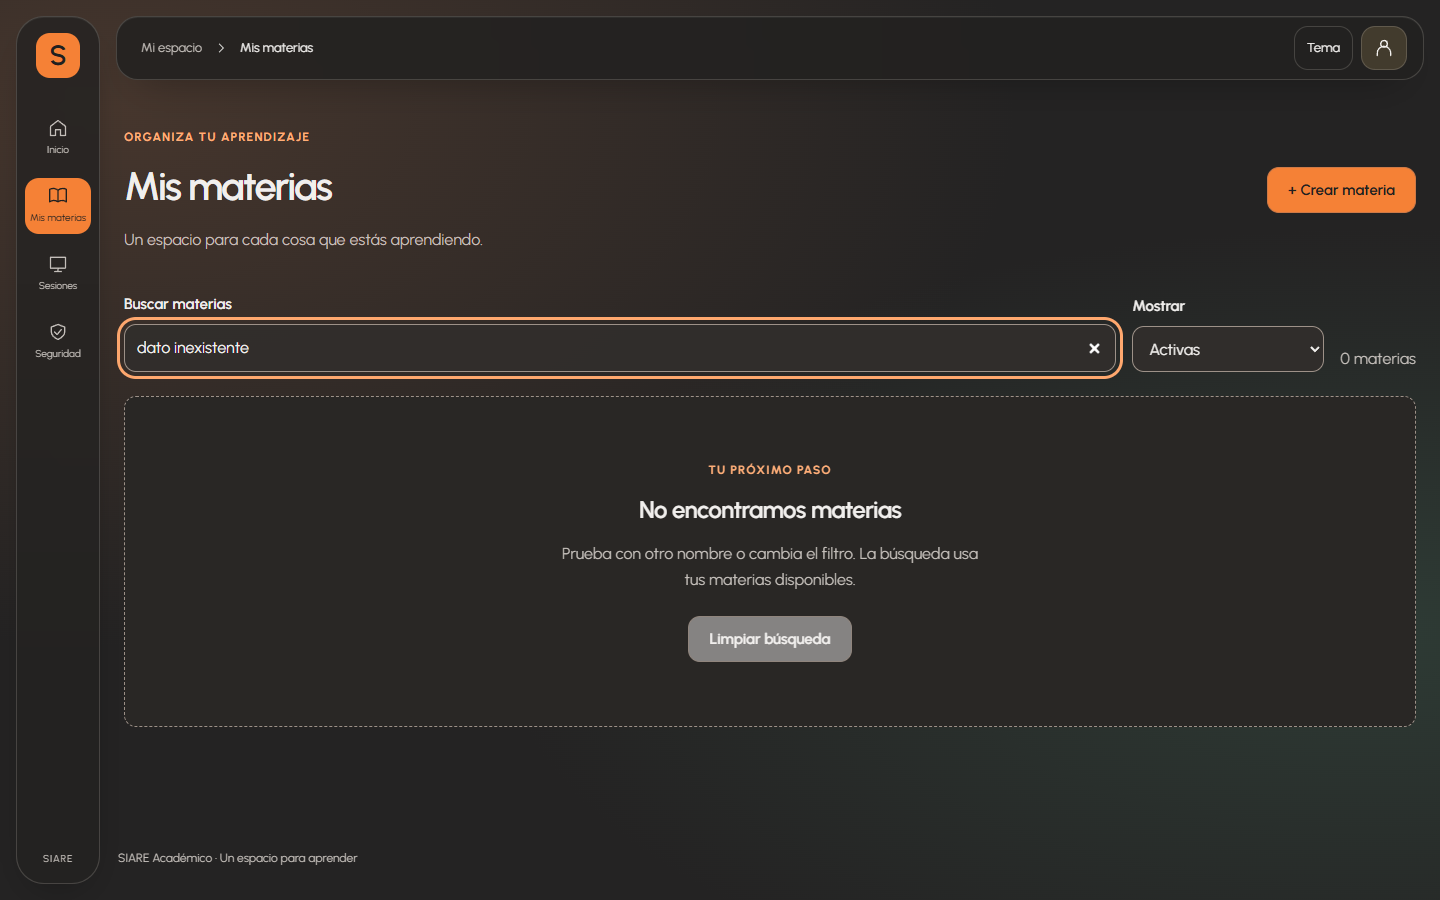 S
Inicio
Mis materias
Sesiones
Seguridad
SIARE
Mi espacio > Mis materias
Tema
ORGANIZA TU APRENDIZAJE
Mis materias
+ Crear materia
Un espacio para cada cosa que estás aprendiendo.
Buscar materias
Mostrar
dato inexistente
Activas
0 materias
TU PRÓXIMO PASO
No encontramos materias
Prueba con otro nombre o cambia el filtro. La búsqueda usa
tus materias disponibles.
Limpiar búsqueda
SIARE Académico · Un espacio para aprender